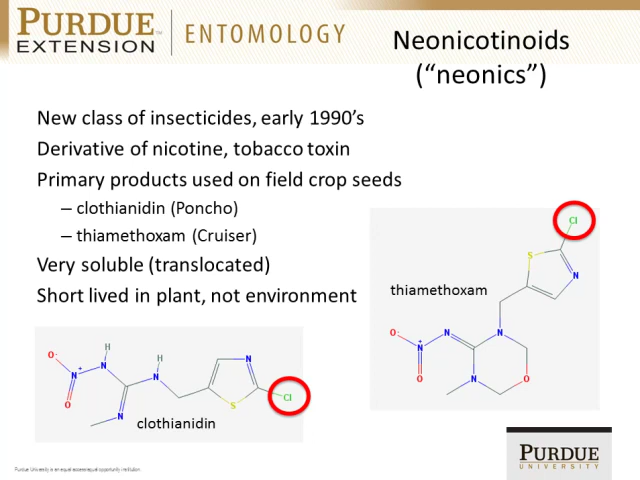 PURDUE™
EXTENSION
ENTOMOLOGY
Neonicotinoids
(“neonics”)
New class of insecticides, early 1990’s
Derivative of nicotine, tobacco toxin
Primary products used on field crop seeds
– clothianidin (Poncho)
– thiamethoxam (Cruiser)
Very soluble (translocated)
Short lived in plant, not environment
Cl
S
N
thiamethoxam
O-
N+
N
N
O
N
O
O-
H
H
N
N+
N
N
Cl
O
N
S
clothianidin
PURDUE
UNIVERSITY
Purdue University is an equal access/equal opportunity institution.